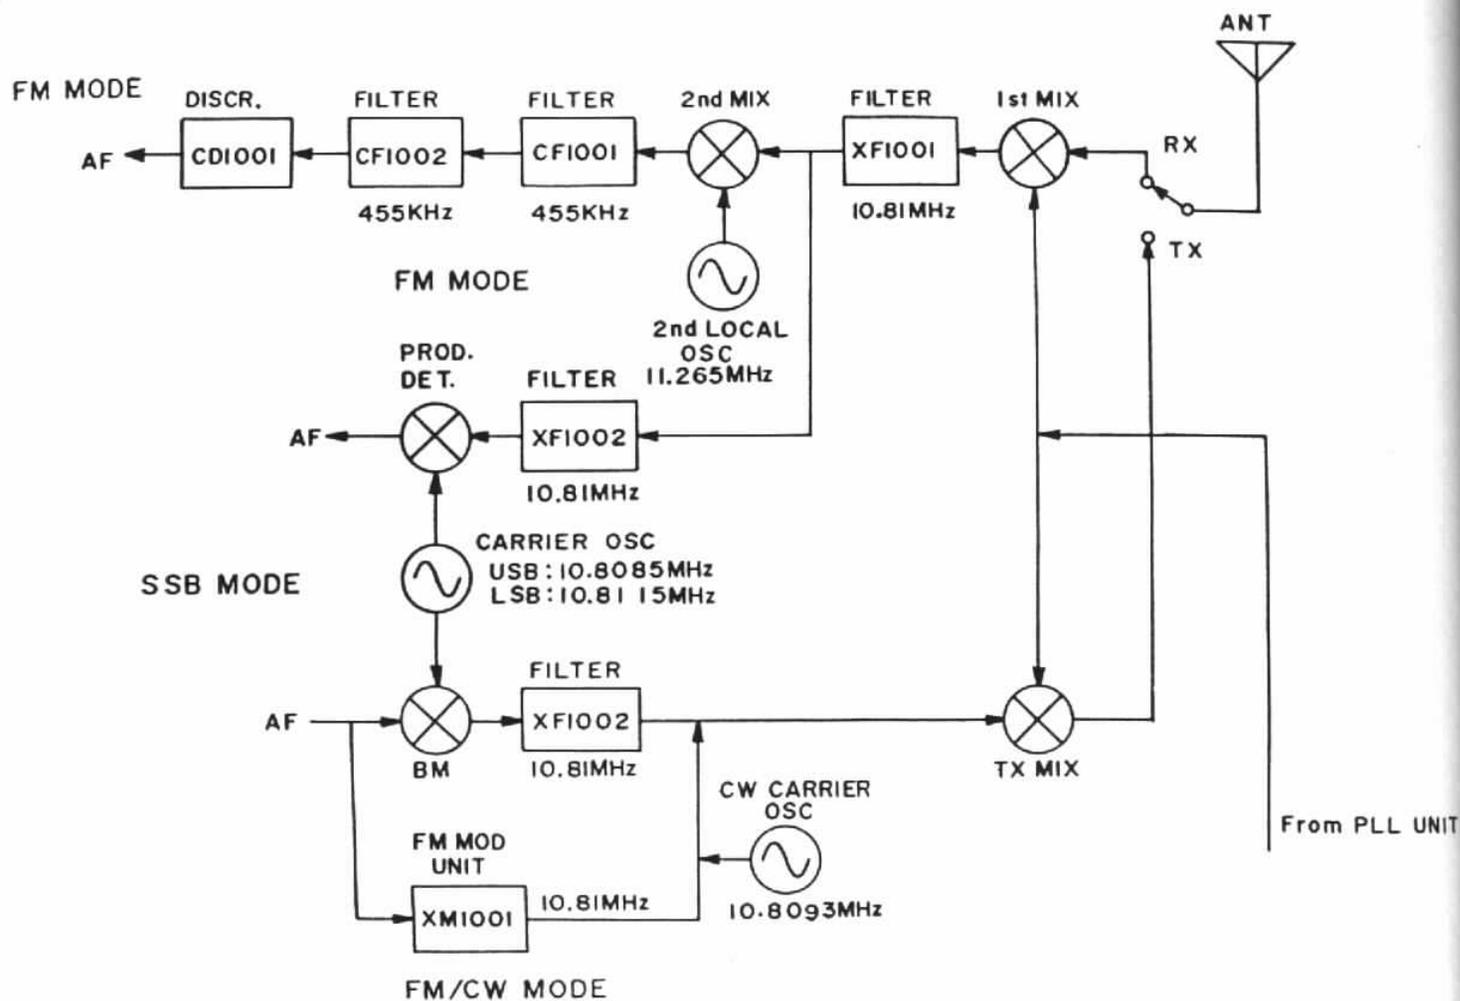 ANT
FM MODE
DISCR.
FILTER
FILTER
2nd MIX
FILTER
1st MIX
RX
AF
CD1001
CF1002
CF1001
XF1001
455KHz
455KHz
10.81MHz
TX
FM MODE
2nd LOCAL
OSC
11.265MHz
PROD.
DET.
FILTER
AF
XF1002
10.81MHz
CARRIER OSC
USB:10.8085MHz
LSB:10.8115MHz
SSB MODE
FILTER
AF
XF1002
BM
10.81MHz
TX MIX
CW CARRIER
OSC
From PLL UNIT
FM MOD
UNIT
XM1001
10.81MHz
10.8093MHz
FM/CW MODE